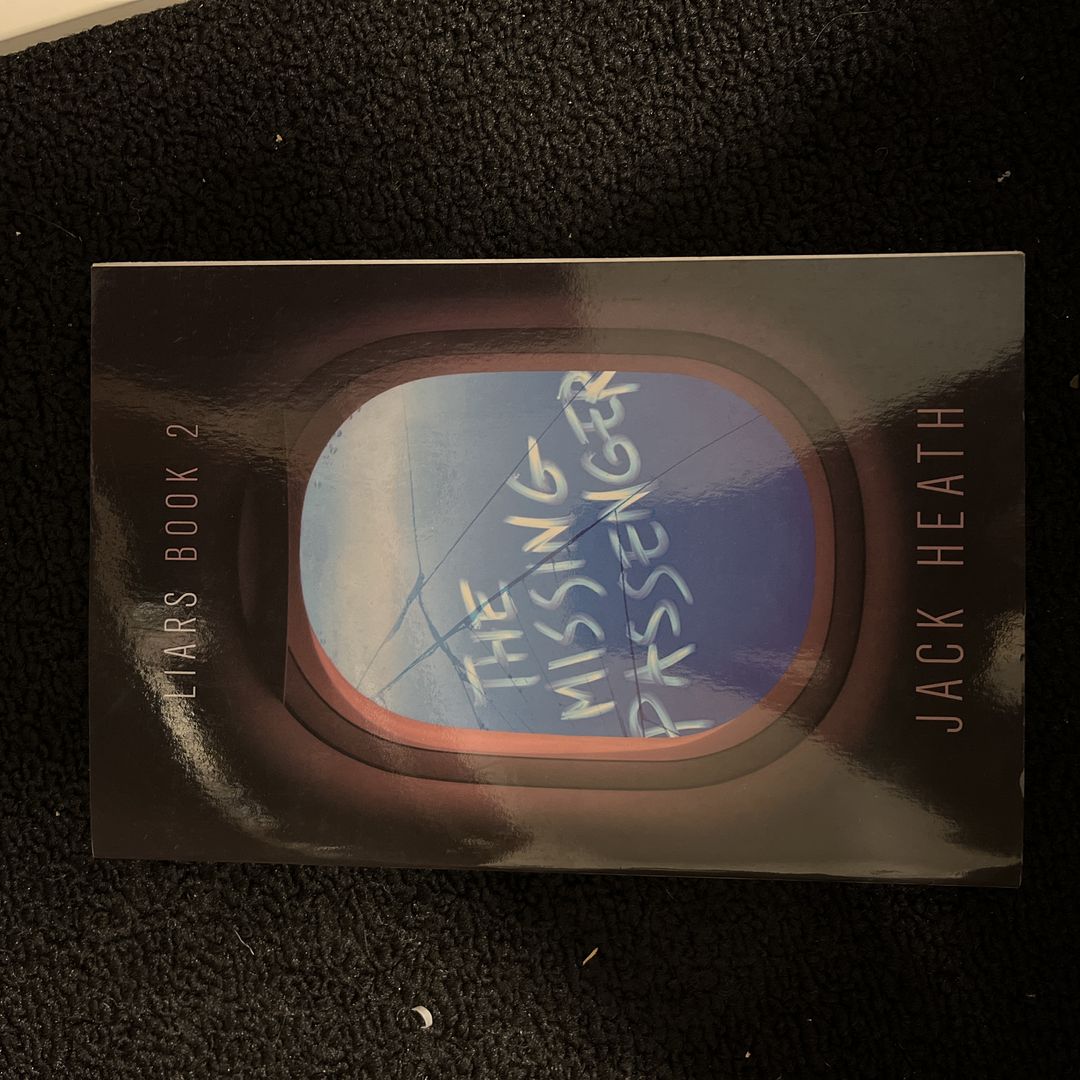 LIARS BOOK 2
THE
MISSING
PASSENGER
JACK HEATH